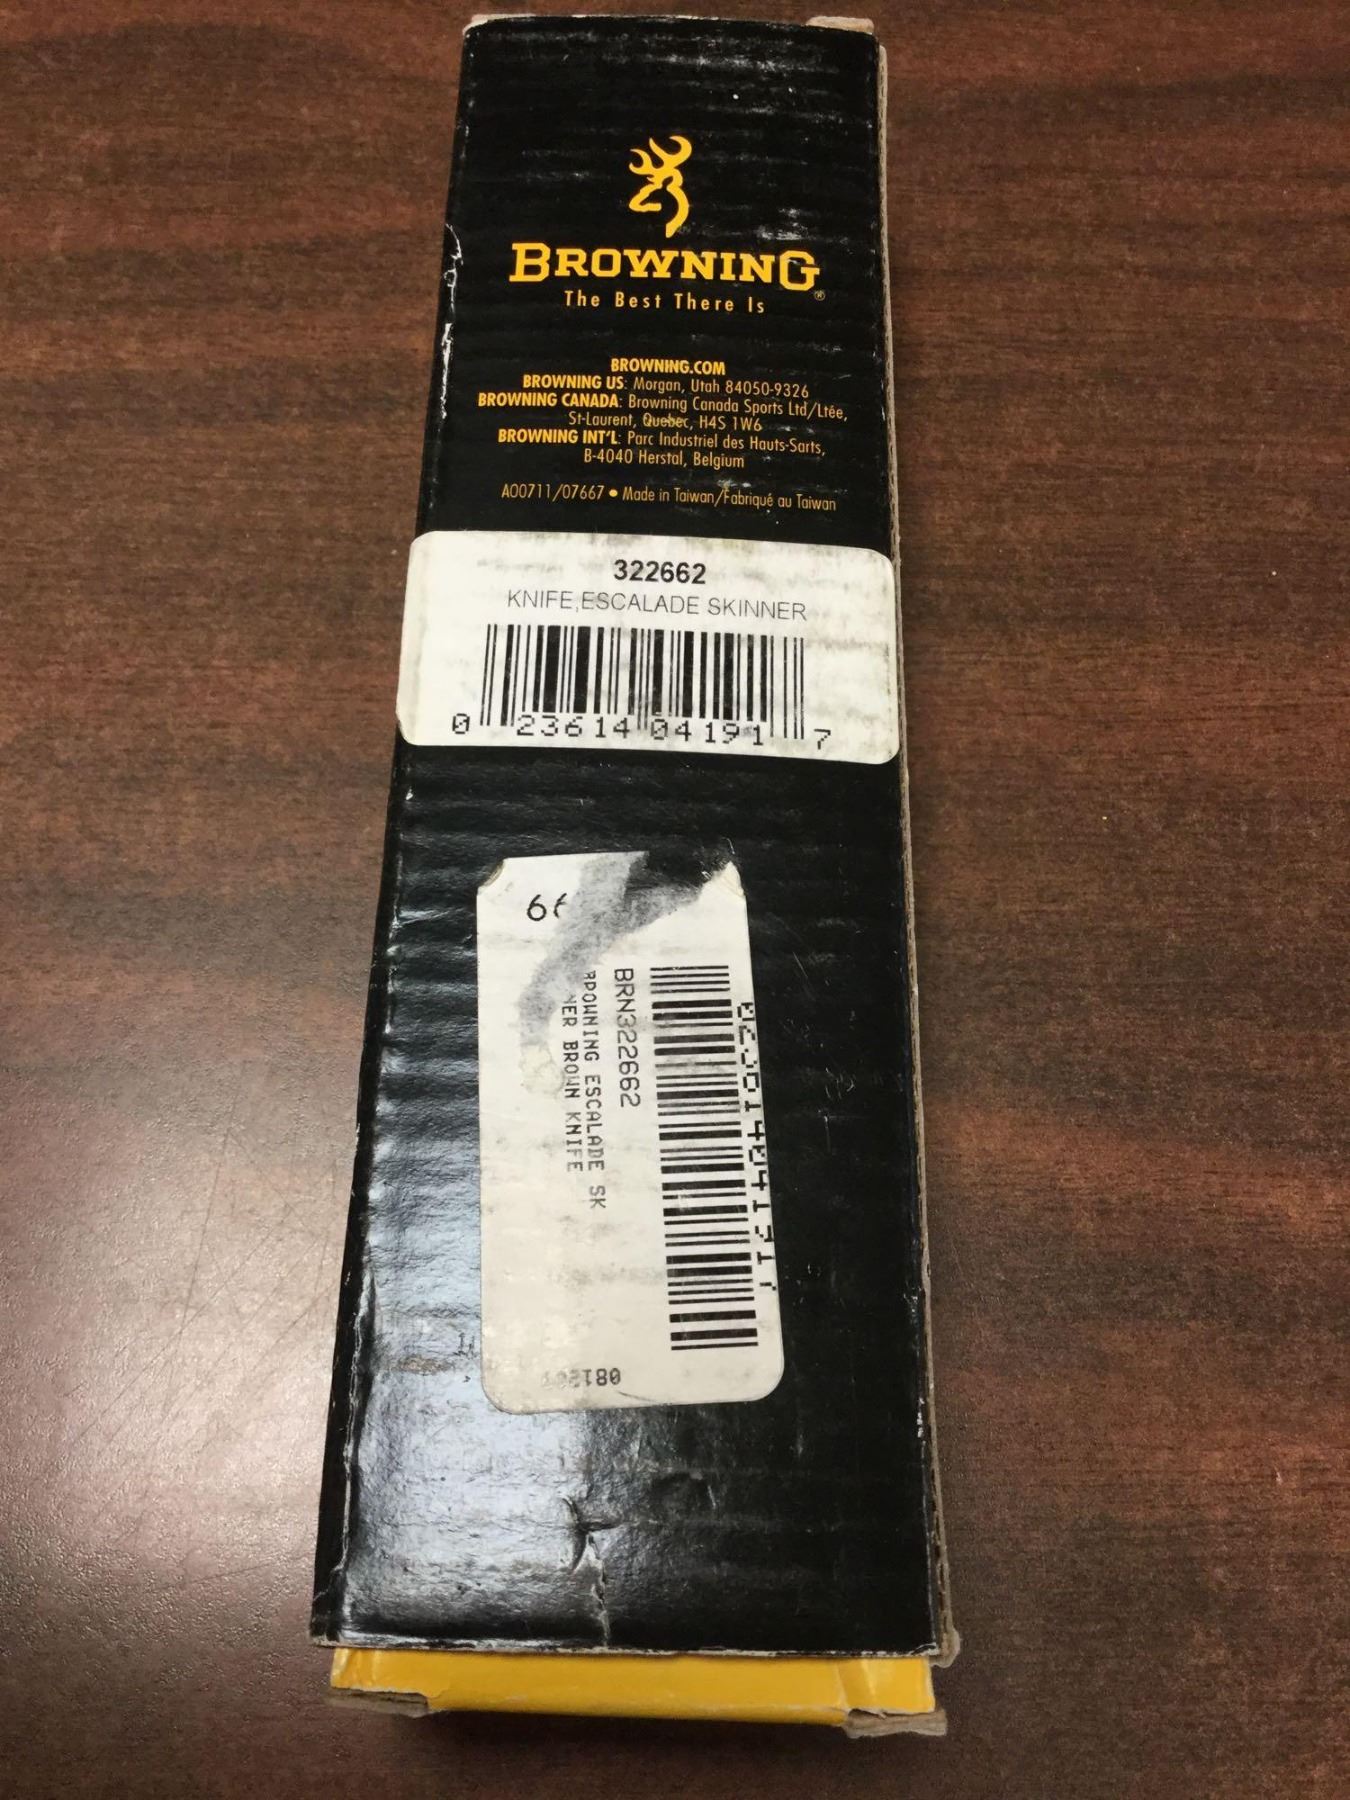 BROWNING®
The Best There Is
BROWNING.COM
BROWNING US: Morgan, Utah 84050-9326
BROWNING CANADA: Browning Canada Sports Ltd/Ltée,
St-Laurent, Quebec, H4S 1W6
BROWNING INT'L: Parc Industriel des Hauts-Sarts,
B-4040 Herstal, Belgium
A00711/07667 • Made in Taiwan/Fabriqué au Taiwan
322662
KNIFE,ESCALADE SKINNER
0 23614 04191 7
023614041917
BRN322662
BROWNING ESCALADE SK
NER BROWN KNIFE